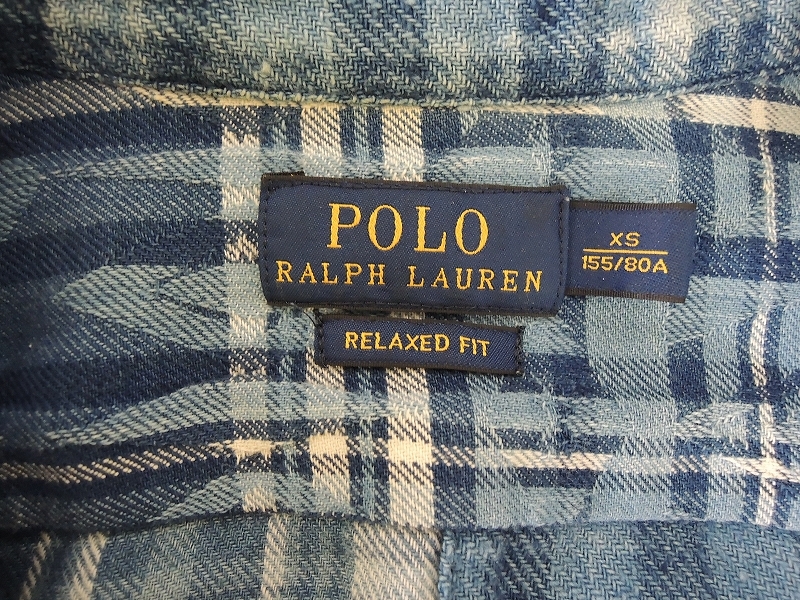 POLO
RALPH LAUREN
XS
155/80A
RELAXED FIT